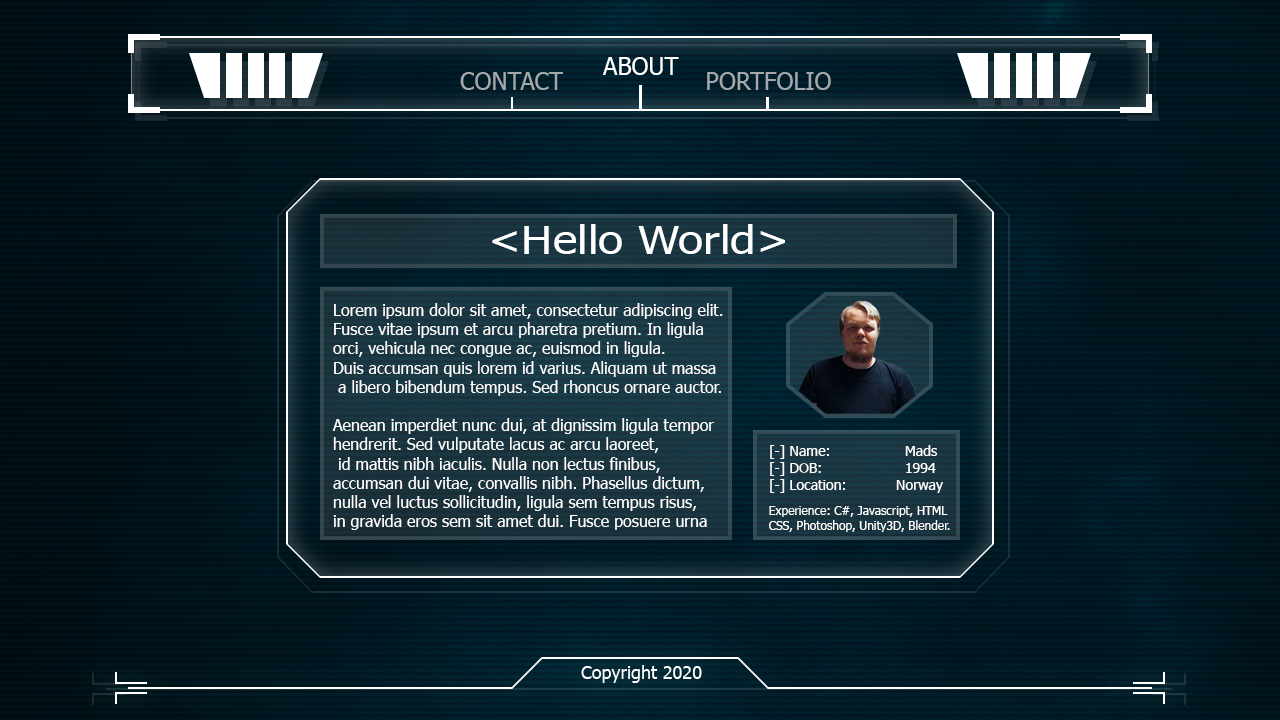 CONTACT ABOUT PORTFOLIO
<Hello World>
Lorem ipsum dolor sit amet, consectetur adipiscing elit.
Fusce vitae ipsum et arcu pharetra pretium. In ligula
orci, vehicula nec congue ac, euismod in ligula.
Duis accumsan quis lorem id varius. Aliquam ut massa
a libero bibendum tempus. Sed rhoncus ornare auctor.
Aenean imperdiet nunc dui, at dignissim ligula tempor
hendrerit. Sed vulputate lacus ac arcu laoreet,
id mattis nibh iaculis. Nulla non lectus finibus,
accumsan dui vitae, convallis nibh. Phasellus dictum,
nulla vel luctus sollicitudin, ligula sem tempus risus,
in gravida eros sem sit amet dui. Fusce posuere urna
[-] Name: Mads
[-] DOB: 1994
[-] Location: Norway
Experience: C#, Javascript, HTML
CSS, Photoshop, Unity3D, Blender.
Copyright 2020